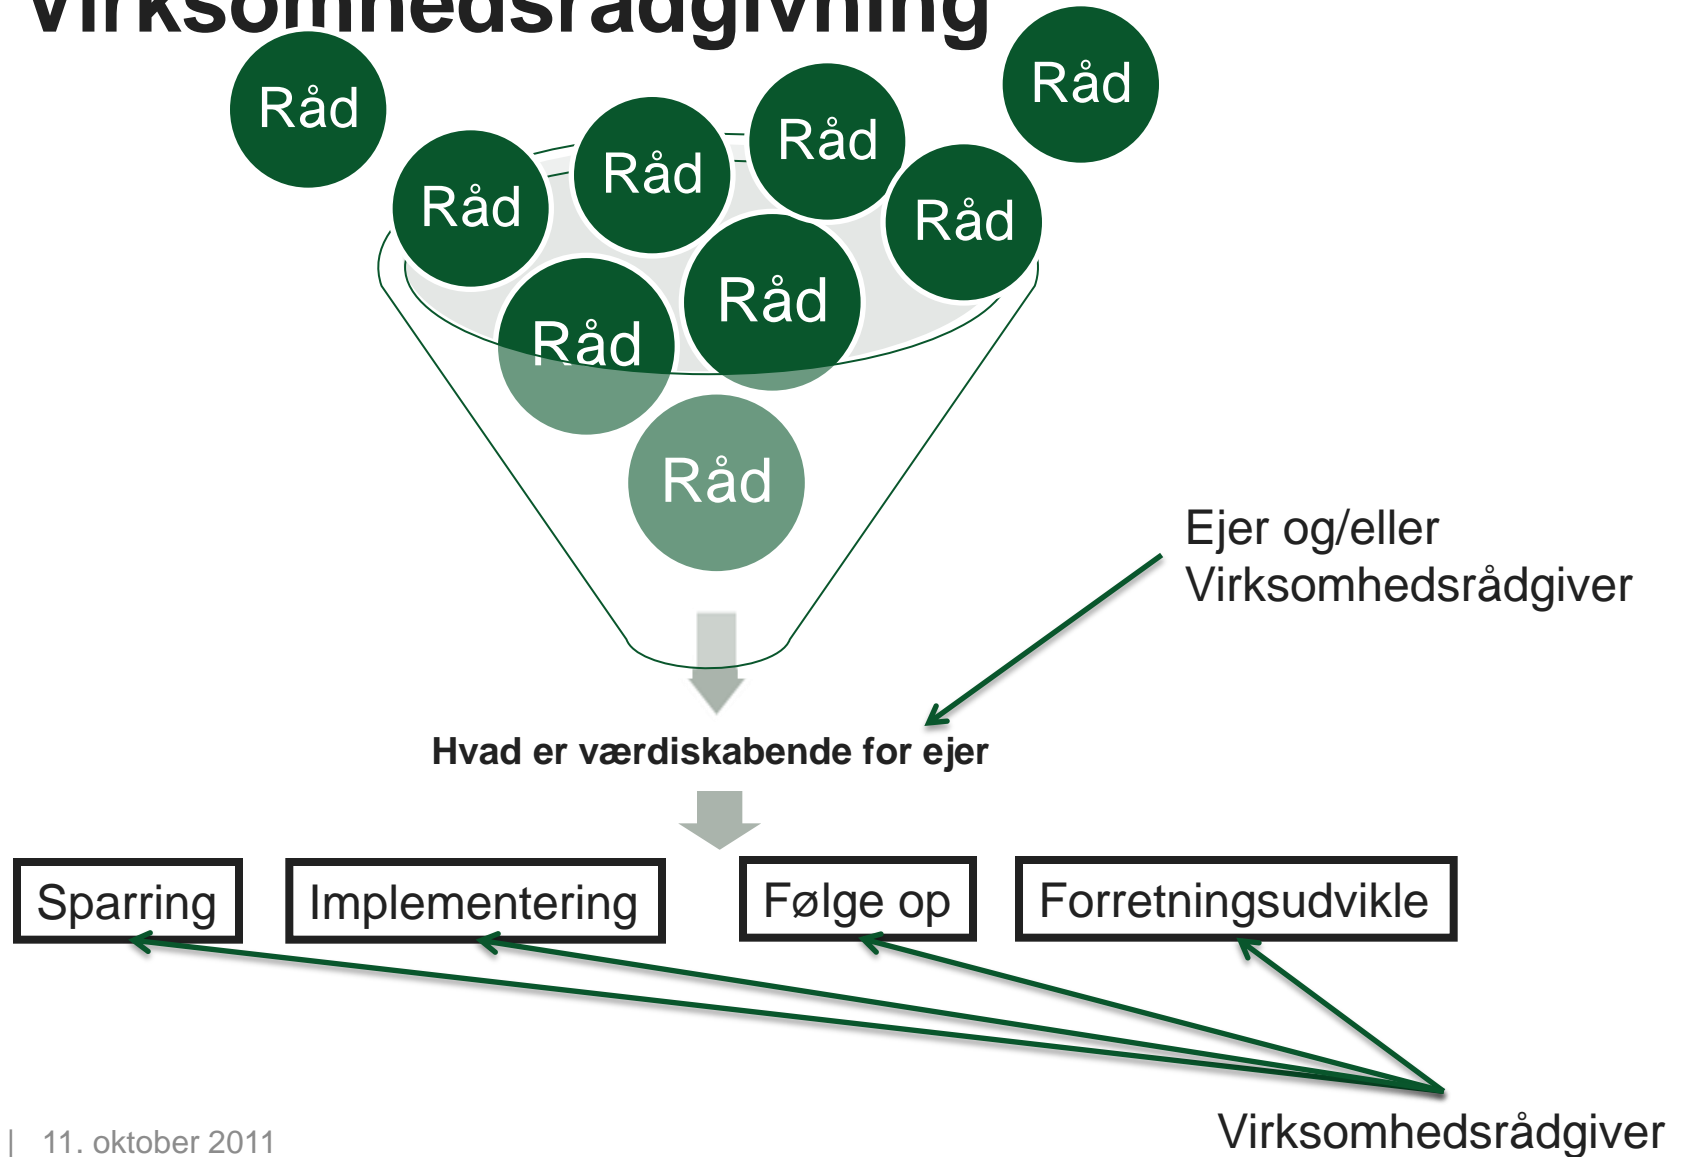 Virksomhedsrådgivning
Råd
Råd
Råd
Råd
Råd
Råd
Råd
Råd
Råd
Ejer og/eller
Virksomhedsrådgiver
Hvad er værdiskabende for ejer
Sparring
Implementering
Følge op
Forretningsudvikle
Virksomhedsrådgiver
| 11. oktober 2011